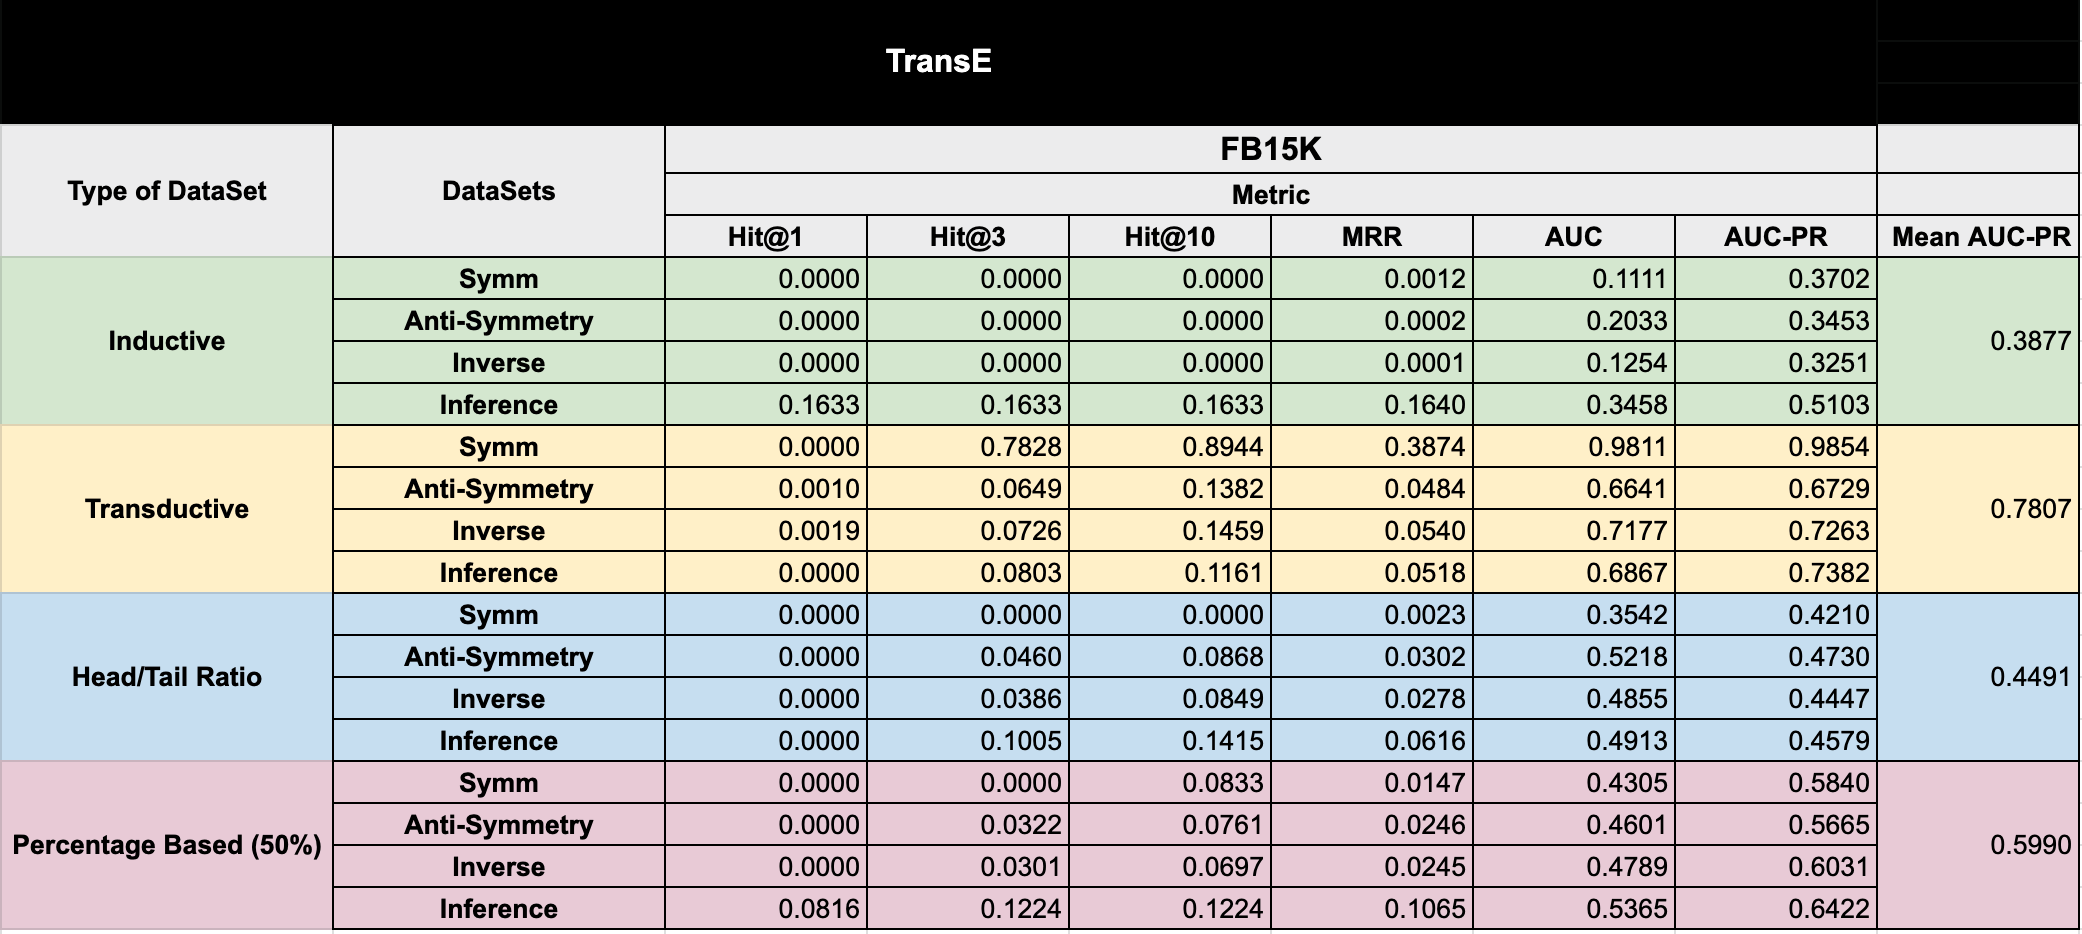 TransE
Type of DataSet DataSets FB15K
Metric
Hit@1 Hit@3 Hit@10 MRR AUC AUC-PR Mean AUC-PR
Inductive Symm 0.0000 0.0000 0.0000 0.0012 0.1111 0.3702 0.3877
Anti-Symmetry 0.0000 0.0000 0.0000 0.0002 0.2033 0.3453
Inverse 0.0000 0.0000 0.0000 0.0001 0.1254 0.3251
Inference 0.1633 0.1633 0.1633 0.1640 0.3458 0.5103
Transductive Symm 0.0000 0.7828 0.8944 0.3874 0.9811 0.9854 0.7807
Anti-Symmetry 0.0010 0.0649 0.1382 0.0484 0.6641 0.6729
Inverse 0.0019 0.0726 0.1459 0.0540 0.7177 0.7263
Inference 0.0000 0.0803 0.1161 0.0518 0.6867 0.7382
Head/Tail Ratio Symm 0.0000 0.0000 0.0000 0.0023 0.3542 0.4210 0.4491
Anti-Symmetry 0.0000 0.0460 0.0868 0.0302 0.5218 0.4730
Inverse 0.0000 0.0386 0.0849 0.0278 0.4855 0.4447
Inference 0.0000 0.1005 0.1415 0.0616 0.4913 0.4579
Percentage Based (50%) Symm 0.0000 0.0000 0.0833 0.0147 0.4305 0.5840 0.5990
Anti-Symmetry 0.0000 0.0322 0.0761 0.0246 0.4601 0.5665
Inverse 0.0000 0.0301 0.0697 0.0245 0.4789 0.6031
Inference 0.0816 0.1224 0.1224 0.1065 0.5365 0.6422